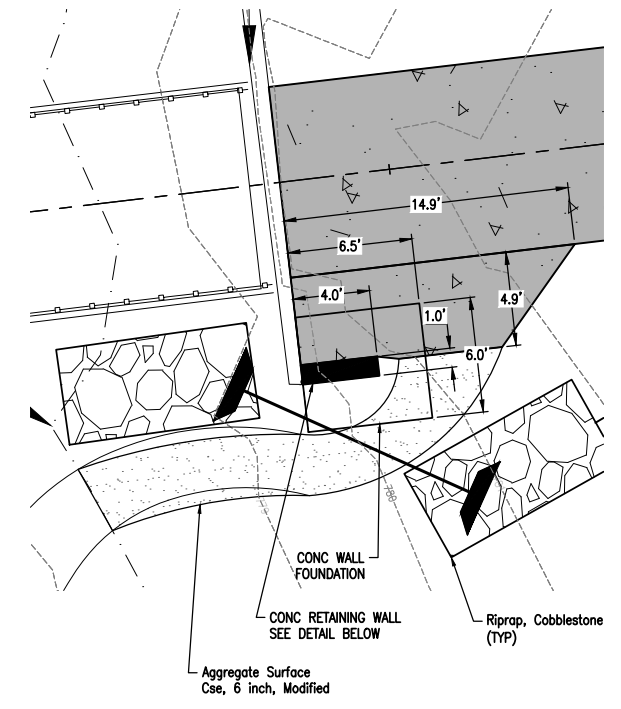 14.9'
6.5'
4.0'
1.0'
4.9'
6.0'
780
CONC WALL
FOUNDATION
CONC RETAINING WALL
SEE DETAIL BELOW
Riprap, Cobblestone
(TYP)
Aggregate Surface
Cse, 6 inch, Modified